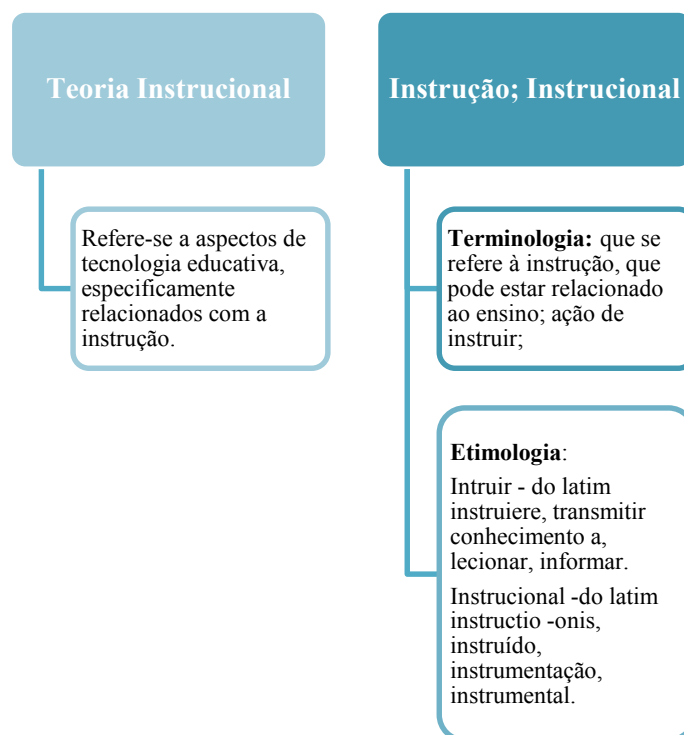 Teoria Instrucional
Refere-se a aspectos de
tecnologia educativa,
especificamente
relacionados com a
instrução.
Instrução; Instrucional
Terminologia: que se
refere à instrução, que
pode estar relacionado
ao ensino; ação de
instruir;
Etimologia:
Intruir - do latim
instruiere, transmitir
conhecimento a,
lecionar, informar.
Instrucional -do latim
instructio -onis,
instruído,
instrumentação,
instrumental.